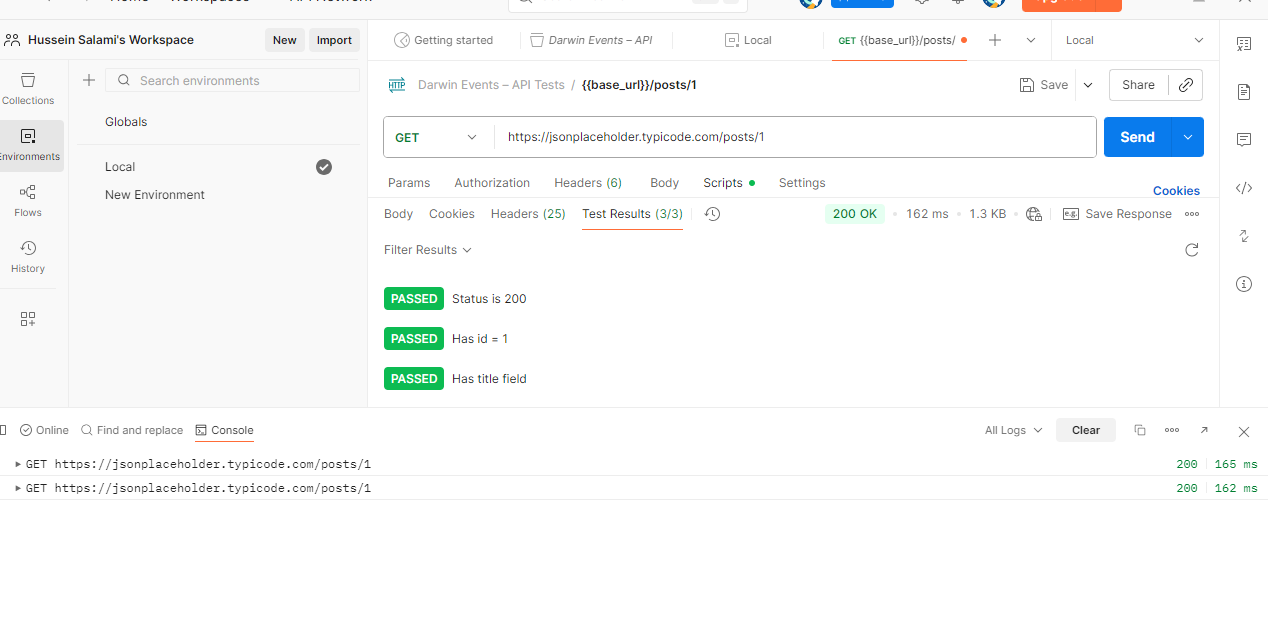 Hussein Salami's Workspace
New
Import
Getting started
Darwin Events – API
Local
GET {{base_url}}/posts/
Local
Collections
Environments
Flows
History
Search environments
Globals
Local
New Environment
HTTP
Darwin Events – API Tests / {{base_url}}/posts/1
Save
Share
GET
https://jsonplaceholder.typicode.com/posts/1
Send
Params
Authorization
Headers (6)
Body
Scripts
Settings
Cookies
Body
Cookies
Headers (25)
Test Results (3/3)
200 OK
162 ms
1.3 KB
e.g.
Save Response
Filter Results
PASSED Status is 200
PASSED Has id = 1
PASSED Has title field
Online
Find and replace
Console
All Logs
Clear
GET https://jsonplaceholder.typicode.com/posts/1 200 165 ms
GET https://jsonplaceholder.typicode.com/posts/1 200 162 ms